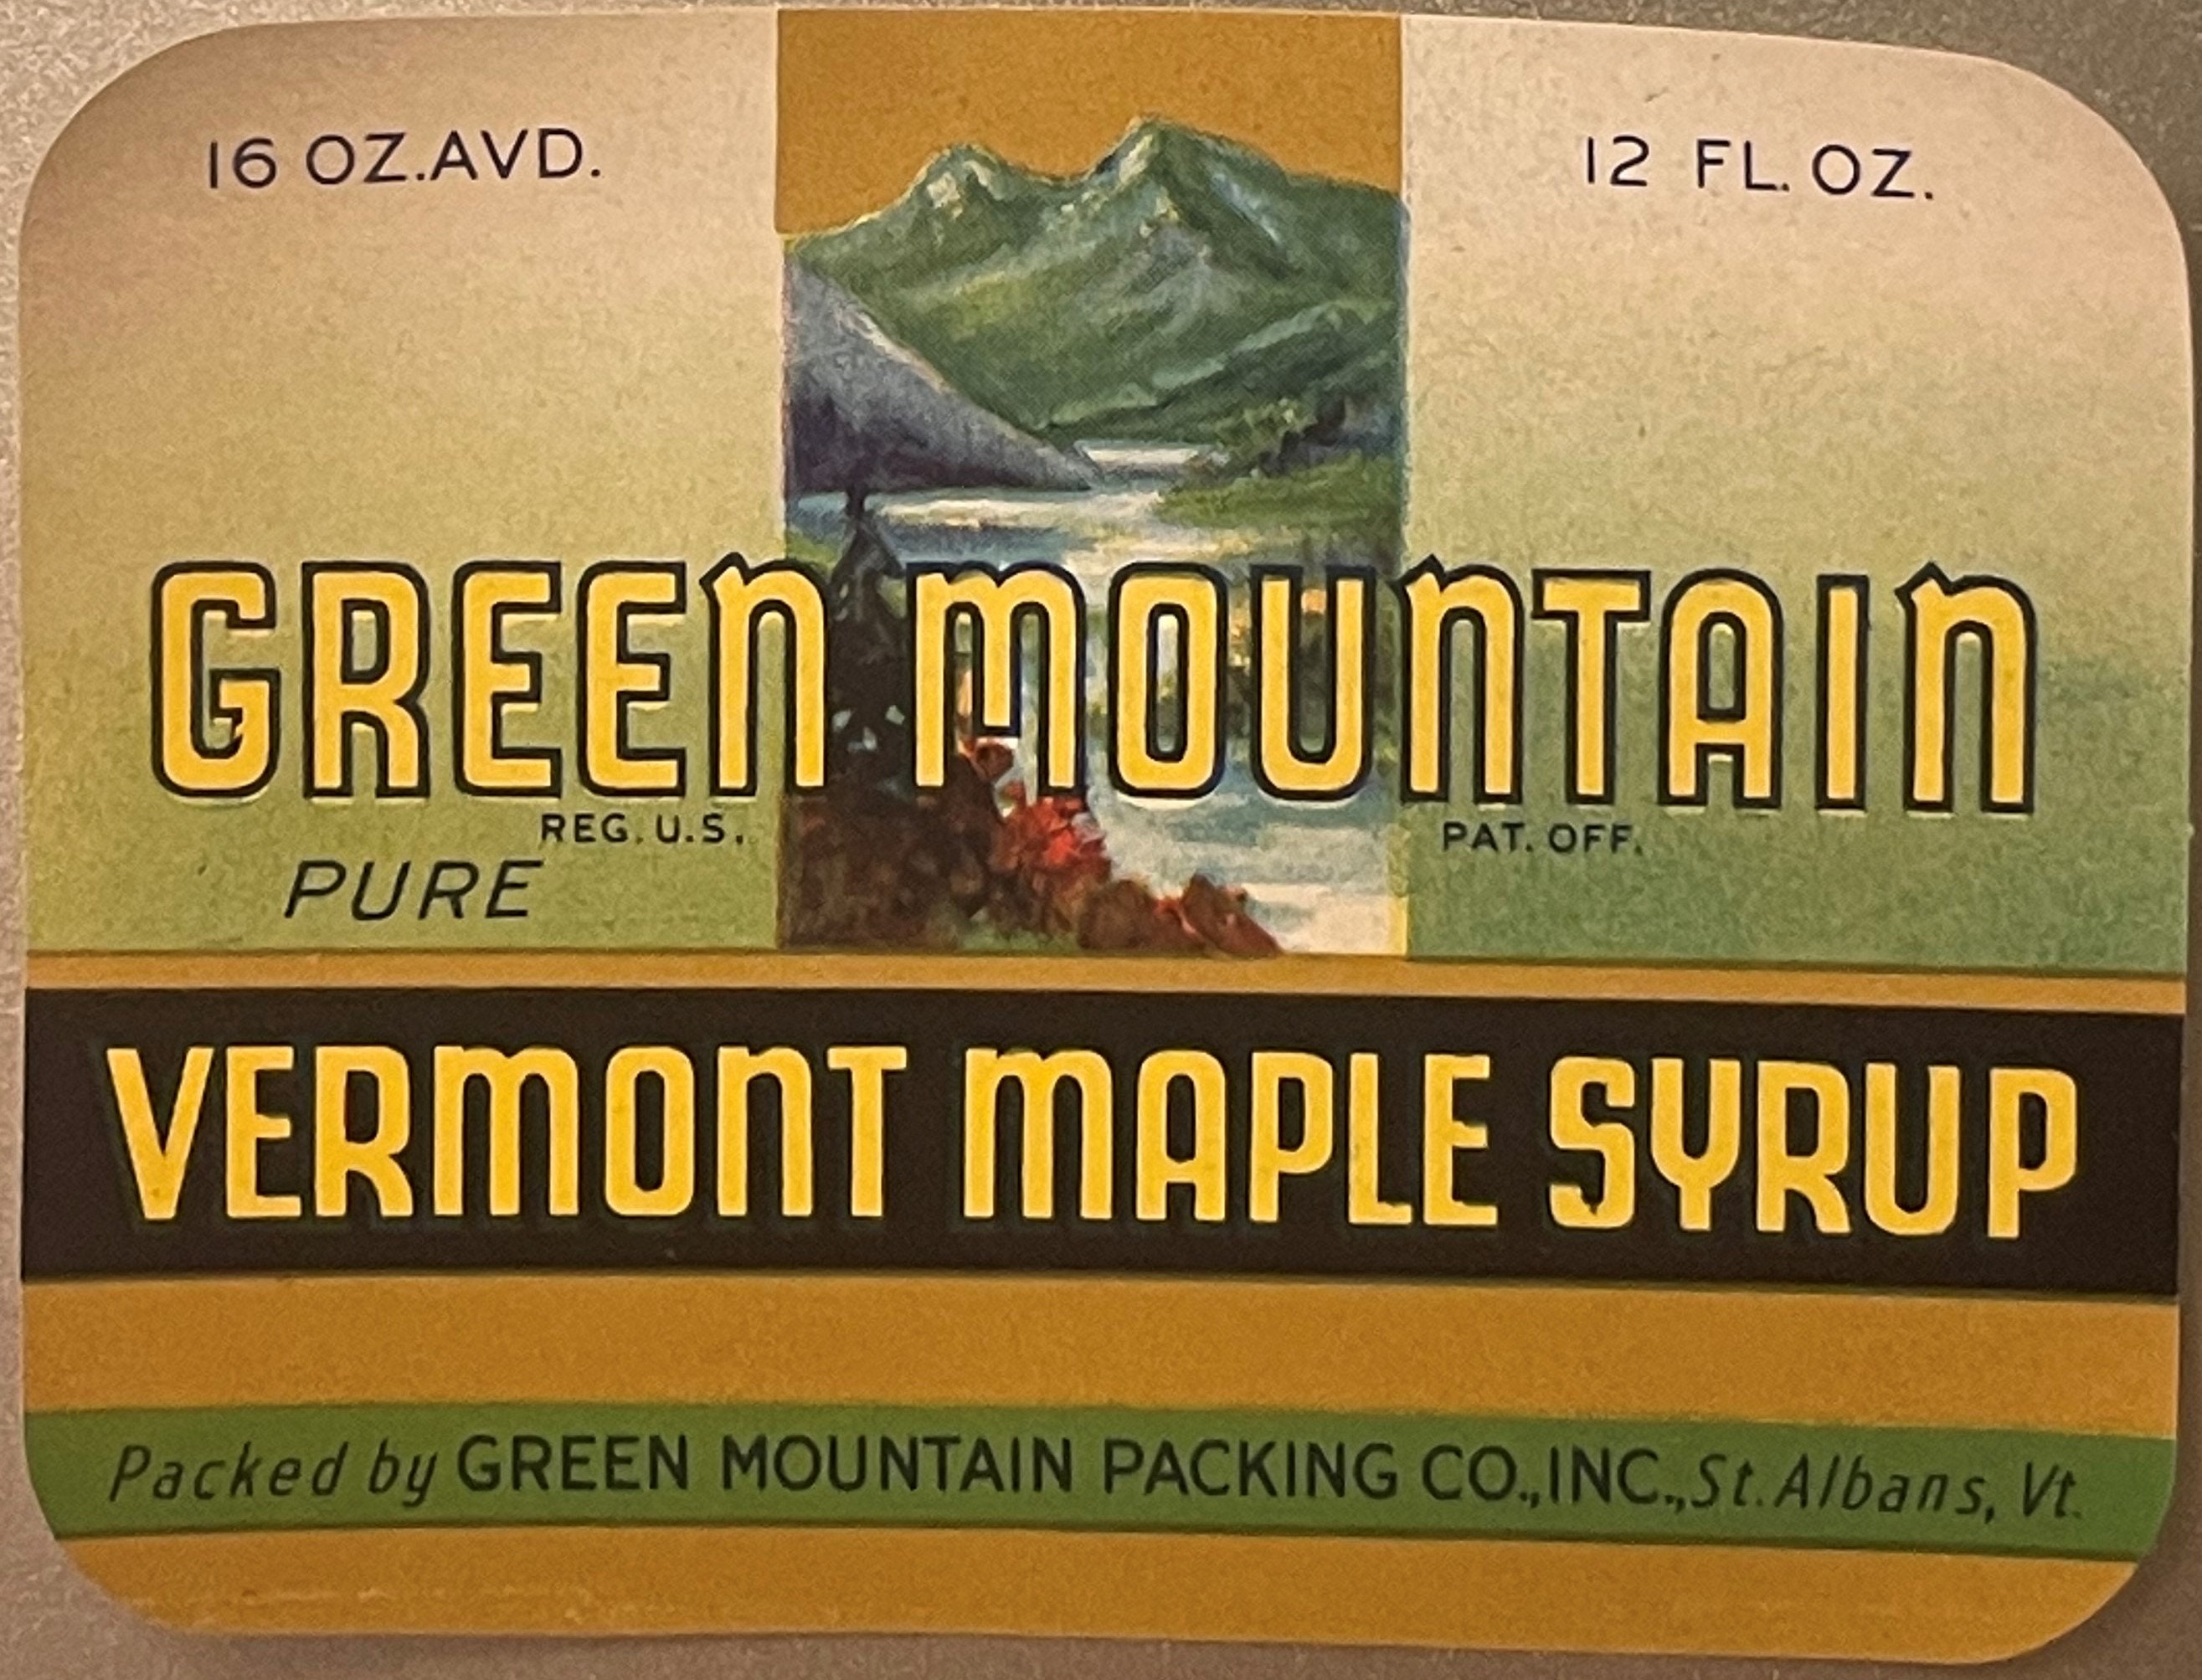 16 OZ.AVD. 12 FL. OZ.
GREEN MOUNTAIN
REG. U.S. PAT. OFF.
PURE
VERMONT MAPLE SYRUP
Packed by GREEN MOUNTAIN PACKING CO., INC., St. Albans, Vt.